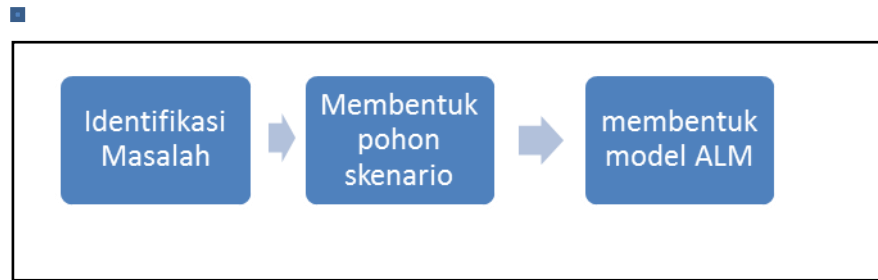 Identifikasi
Masalah
Membentuk
pohon
skenario
membentuk
model ALM